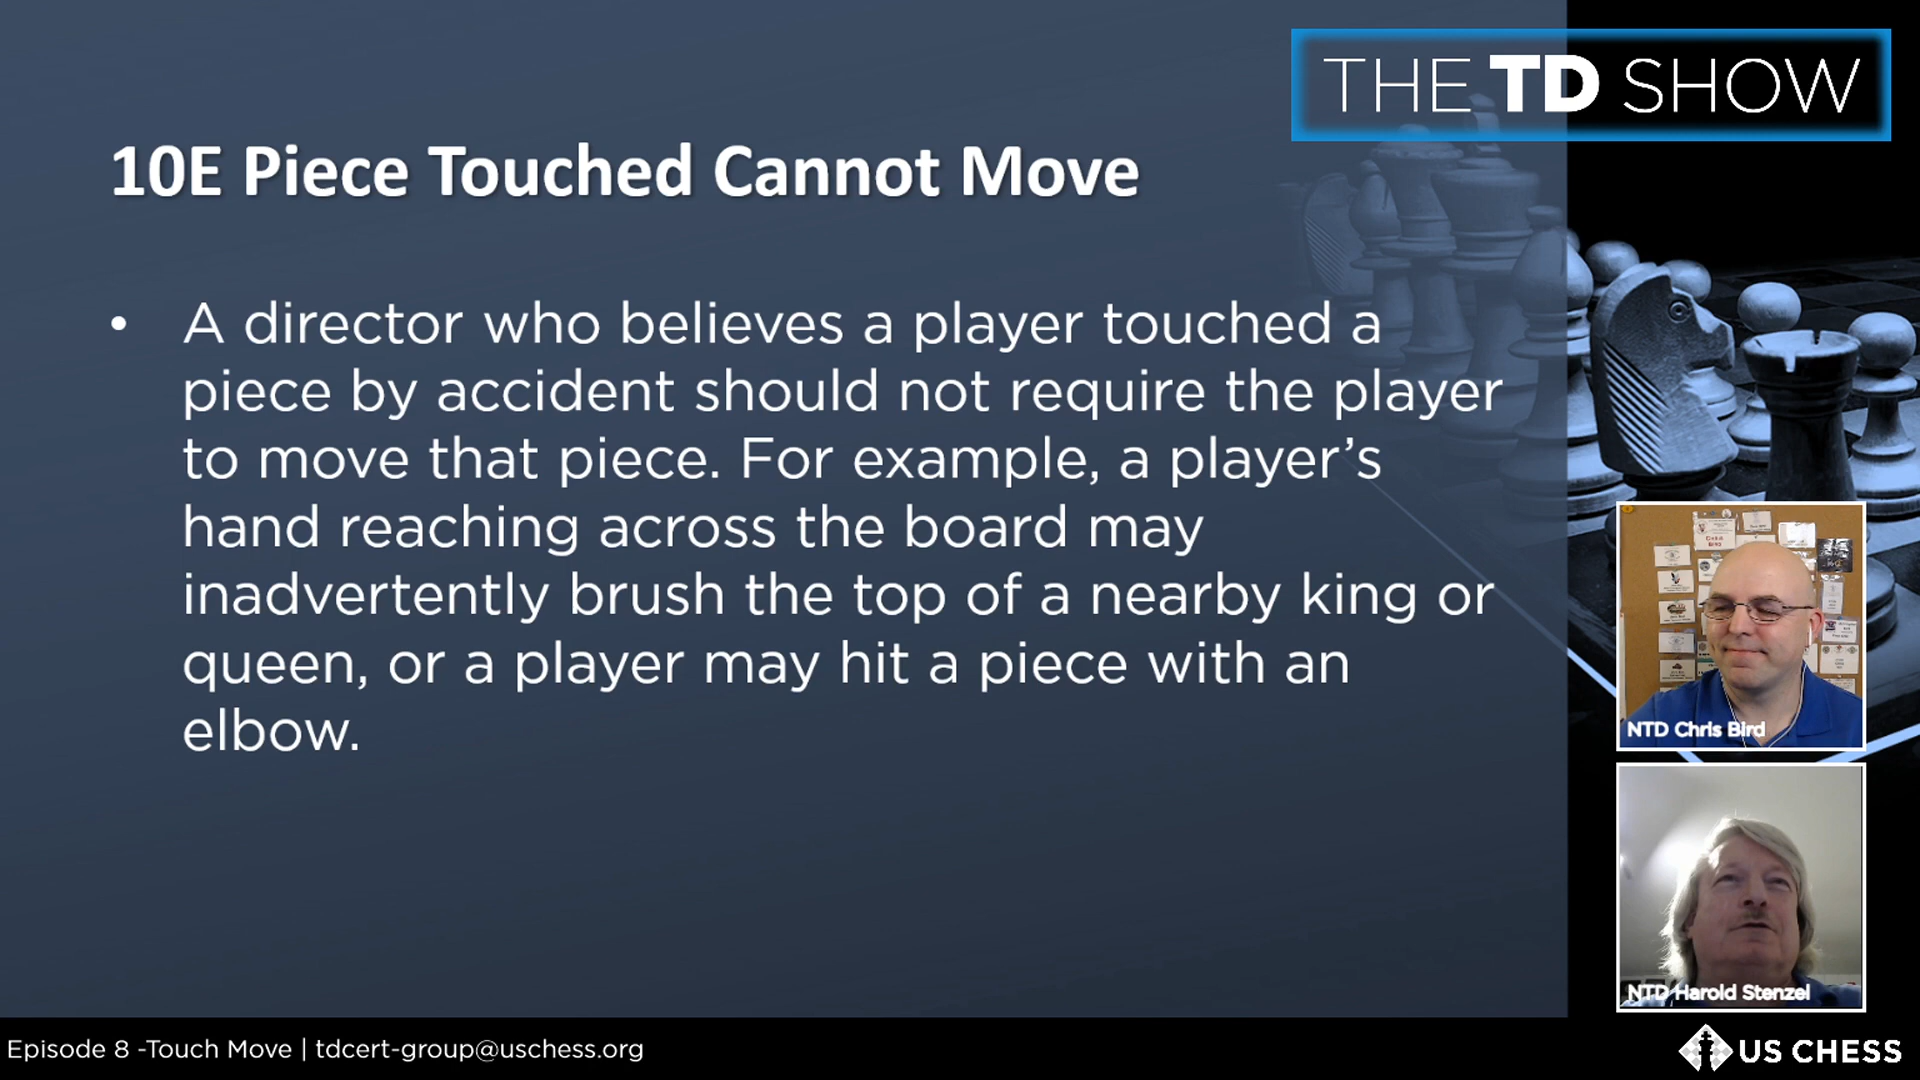 THE TD SHOW
10E Piece Touched Cannot Move
• A director who believes a player touched a
piece by accident should not require the player
to move that piece. For example, a player’s
hand reaching across the board may
inadvertently brush the top of a nearby king or
queen, or a player may hit a piece with an
elbow.
NTD Chris Bird
NTD Harold Stenzel
Episode 8 -Touch Move | tdcert-group@uschess.org
US CHESS